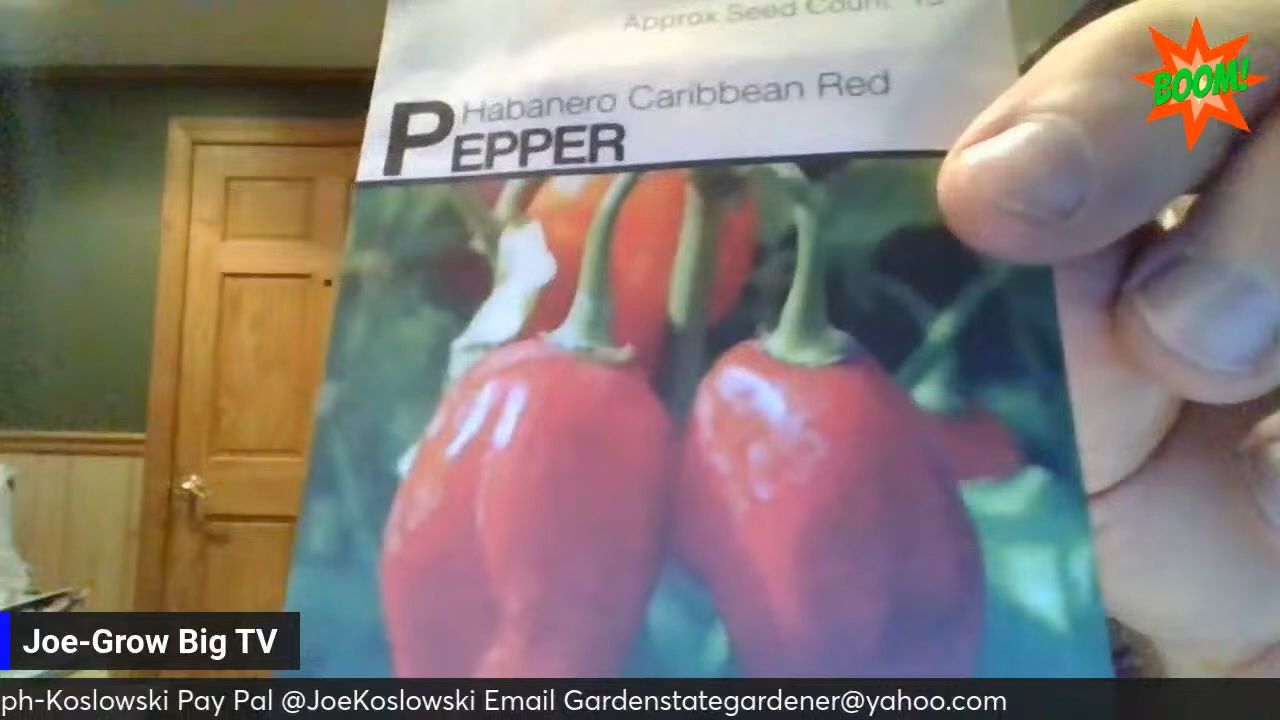 Approx Seed Count
BOOM!
Habanero Caribbean Red
PEPPER
Joe-Grow Big TV
ph-Koslowski Pay Pal @JoeKoslowski Email Gardenstategardener@yahoo.com